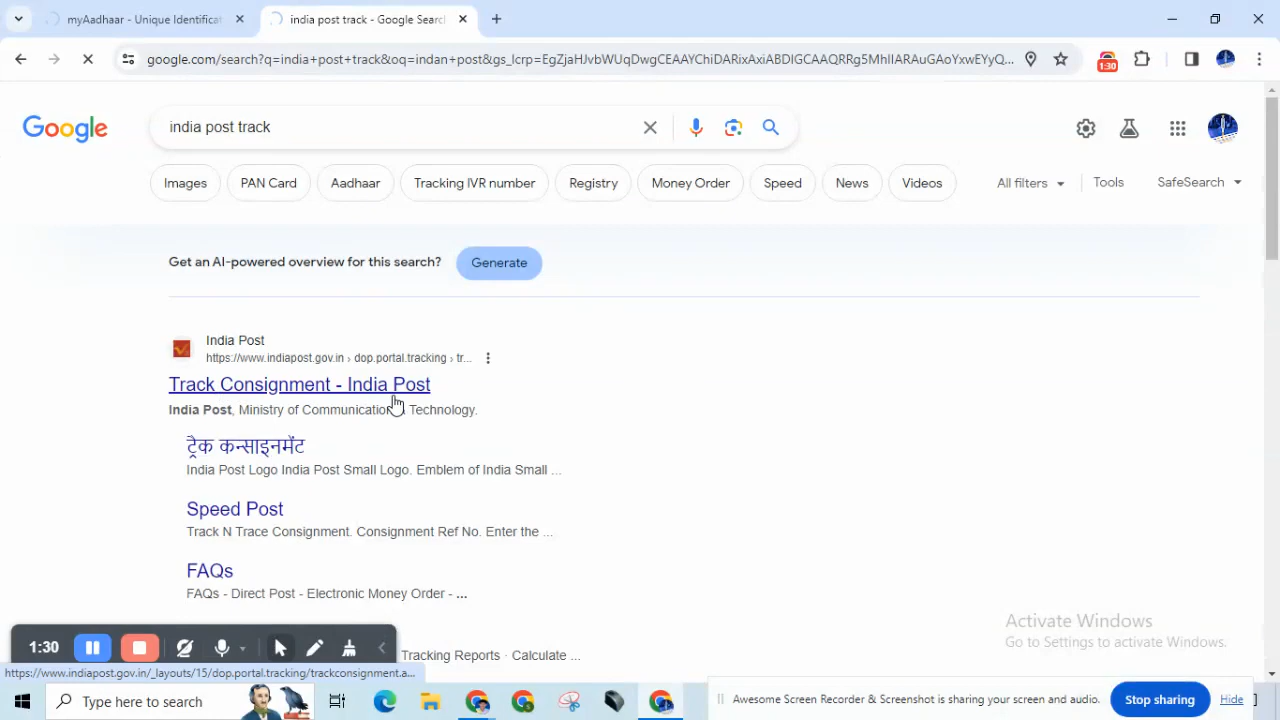 myAadhaar - Unique Identificat
india post track - Google Searc
google.com/search?q=india+post+track&oq=indan+post&gs_lcrp=EgZjaHJvbWUqDwgCEAAYChiDARixAxiABDIGCAAQRRg5MhIIARAuGAoYxwEYyQ...
1:30
Google
india post track
Images
PAN Card
Aadhaar
Tracking IVR number
Registry
Money Order
Speed
News
Videos
All filters
Tools
SafeSearch
Get an AI-powered overview for this search?
Generate
India Post
https://www.indiapost.gov.in › dop.portal.tracking › tr...
Track Consignment - India Post
India Post, Ministry of Communication Technology.
ट्रैक कन्साइनमेंट
India Post Logo India Post Small Logo. Emblem of India Small ...
Speed Post
Track N Trace Consignment. Consignment Ref No. Enter the ...
FAQs
FAQs - Direct Post - Electronic Money Order - ...
Tracking Reports · Calculate ...
1:30
Activate Windows
Go to Settings to activate Windows.
https://www.indiapost.gov.in/_layouts/15/dop.portal.tracking/trackconsignment.a...
Type here to search
Awesome Screen Recorder & Screenshot is sharing your screen and audio.
Stop sharing
Hide